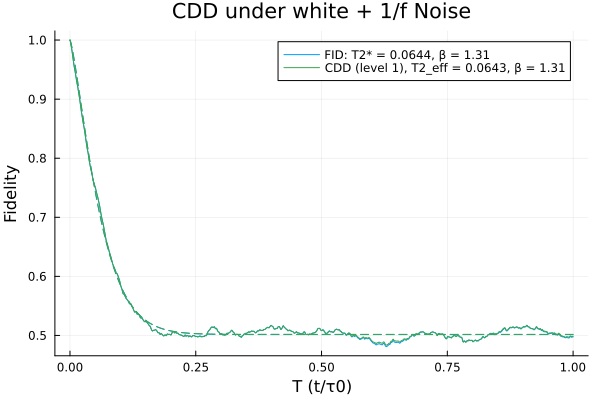 CDD under white + 1/f Noise
FID: T2* = 0.0644, β = 1.31
CDD (level 1), T2_eff = 0.0643, β = 1.31
Fidelity
1.0
0.9
0.8
0.7
0.6
0.5
0.00
0.25
0.50
0.75
1.00
T (t/τ0)